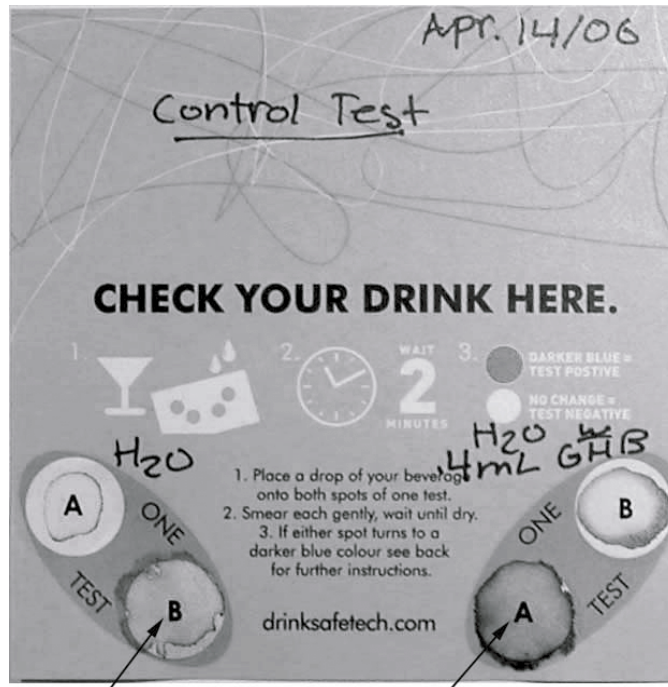 Apr. 14/06
Control Test
CHECK YOUR DRINK HERE.
1.
2.
WAIT
2
MINUTES
3.
DARKER BLUE =
TEST POSTIVE
NO CHANGE =
TEST NEGATIVE
H2O
H2O w
.4mL GHB
A
ONE
TEST
B
1. Place a drop of your beverage
onto both spots of one test.
2. Smear each gently, wait until dry.
3. If either spot turns to a
darker blue colour see back
for further instructions.
drinksafetech.com
B
ONE
TEST
A